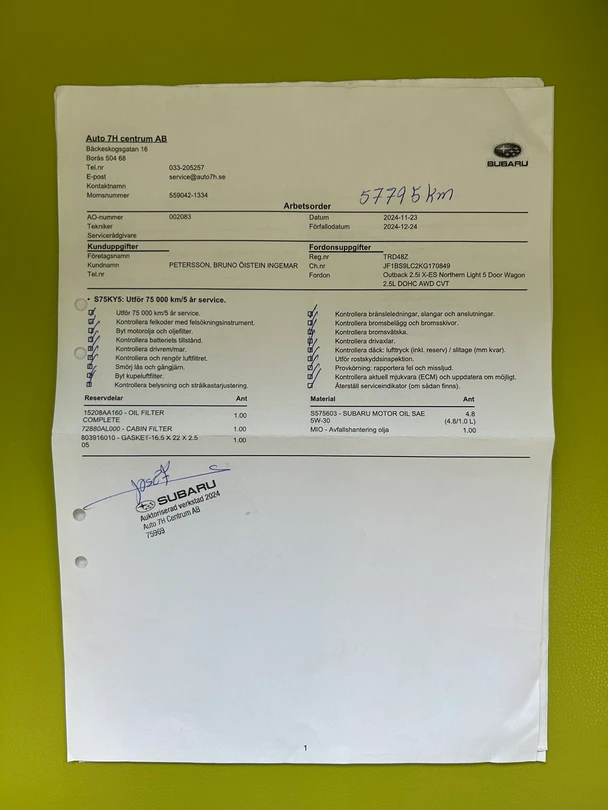 Auto 7H centrum AB
Bäckeskogsgatan 16
Borås 504 68
Tel.nr 033-205257
E-post service@auto7h.se
Kontaktnamn
Momsnummer 559042-1334
SUBARU
57795 km
Arbetsorder
AO-nummer 002083 Datum 2024-11-23
Tekniker Förfallodatum 2024-12-24
Servicerådgivare
Kunduppgifter Fordonsuppgifter
Företagsnamn Reg.nr TRD48Z
Kundnamn PETERSSON, BRUNO ÖISTEIN INGEMAR Ch.nr JF1BS9LC2KG170849
Tel.nr Fordon Outback 2.5i X-ES Northern Light 5 Door Wagon
2.5L DOHC AWD CVT
• S75KY5: Utför 75 000 km/5 år service.
Utför 75 000 km/5 år service.
Kontrollera felkoder med felsökningsinstrument.
Byt motorolja och oljefilter.
Kontrollera batteriets tillstånd.
Kontrollera drivrem/mar.
Kontrollera och rengör luftfiltret.
Smörj lås och gångjärn.
Byt kupeluftfilter.
Kontrollera belysning och strålkastarjustering.
Kontrollera bränsleledningar, slangar och anslutningar.
Kontrollera bromsbelägg och bromsskivor.
Kontrollera bromsvätska.
Kontrollera drivaxlar.
Kontrollera däck: lufttryck (inkl. reserv) / slitage (mm kvar).
Utför rostskyddsinspektion.
Provkörning: rapportera fel och missljud.
Kontrollera aktuell mjukvara (ECM) och uppdatera om möjligt.
Återställ serviceindikator (om sådan finns).
Reservdelar Ant
15208AA160 - OIL FILTER 1.00
COMPLETE
72880AL000 - CABIN FILTER 1.00
803916010 - GASKET-16.5 X 22 X 2.5 1.00
05
Material Ant
S575603 - SUBARU MOTOR OIL SAE 4.8
5W-30 (4.8/1.0 L)
MIO - Avfallshantering olja 1.00
SUBARU
Auktoriserad verkstad 2024
Auto 7H Centrum AB
75969
1